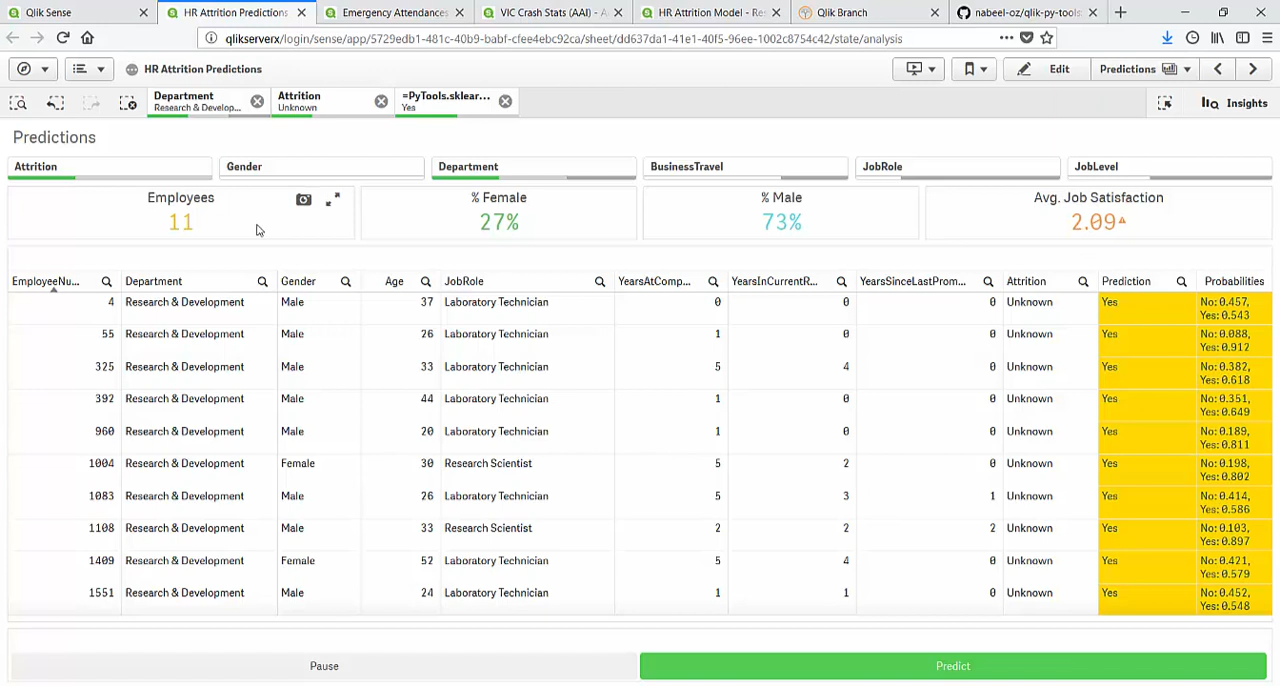 Qlik Sense
HR Attrition Predictions
Emergency Attendances
VIC Crash Stats (AAI) - A
HR Attrition Model - Re
Qlik Branch
nabeel-oz/qlik-py-tools
qlikserverx/login/sense/app/5729edb1-481c-40b9-babf-cfee4ebc92ca/sheet/dd637da1-41e1-40f5-96ee-1002c8754c42/state/analysis
HR Attrition Predictions
Edit
Predictions
Department
Research & Develop...
Attrition
Unknown
=PyTools.sklear...
Yes
Insights
Predictions
Attrition
Gender
Department
BusinessTravel
JobRole
JobLevel
Employees
11
% Female
27%
% Male
73%
Avg. Job Satisfaction
2.09
EmployeeNu... Department Gender Age JobRole YearsAtComp... YearsInCurrentR... YearsSinceLastProm... Attrition Prediction Probabilities
4 Research & Development Male 37 Laboratory Technician 0 0 0 Unknown Yes No: 0.457,
Yes: 0.543
55 Research & Development Male 26 Laboratory Technician 1 0 0 Unknown Yes No: 0.088,
Yes: 0.912
325 Research & Development Male 33 Laboratory Technician 5 4 0 Unknown Yes No: 0.382,
Yes: 0.618
392 Research & Development Male 44 Laboratory Technician 1 0 0 Unknown Yes No: 0.351,
Yes: 0.649
960 Research & Development Male 20 Laboratory Technician 1 0 0 Unknown Yes No: 0.189,
Yes: 0.811
1004 Research & Development Female 30 Research Scientist 5 2 0 Unknown Yes No: 0.198,
Yes: 0.802
1083 Research & Development Male 26 Laboratory Technician 5 3 1 Unknown Yes No: 0.414,
Yes: 0.586
1108 Research & Development Male 33 Research Scientist 2 2 2 Unknown Yes No: 0.103,
Yes: 0.897
1409 Research & Development Female 52 Laboratory Technician 5 4 0 Unknown Yes No: 0.421,
Yes: 0.579
1551 Research & Development Male 24 Laboratory Technician 1 1 0 Unknown Yes No: 0.452,
Yes: 0.548
Pause
Predict